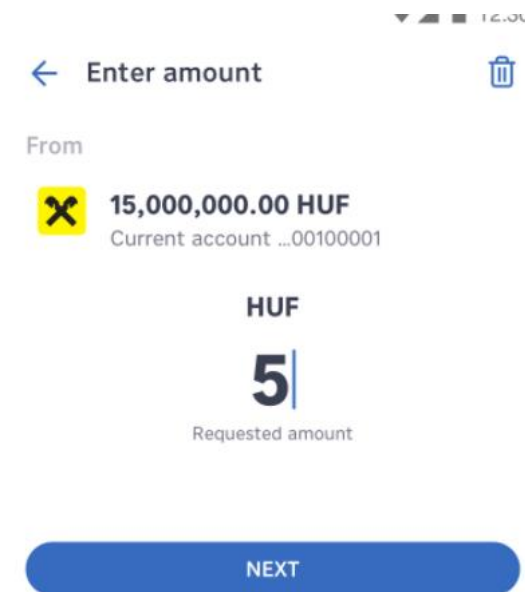 Enter amount
From
15,000,000.00 HUF
Current account ...00100001
HUF
5
Requested amount
NEXT